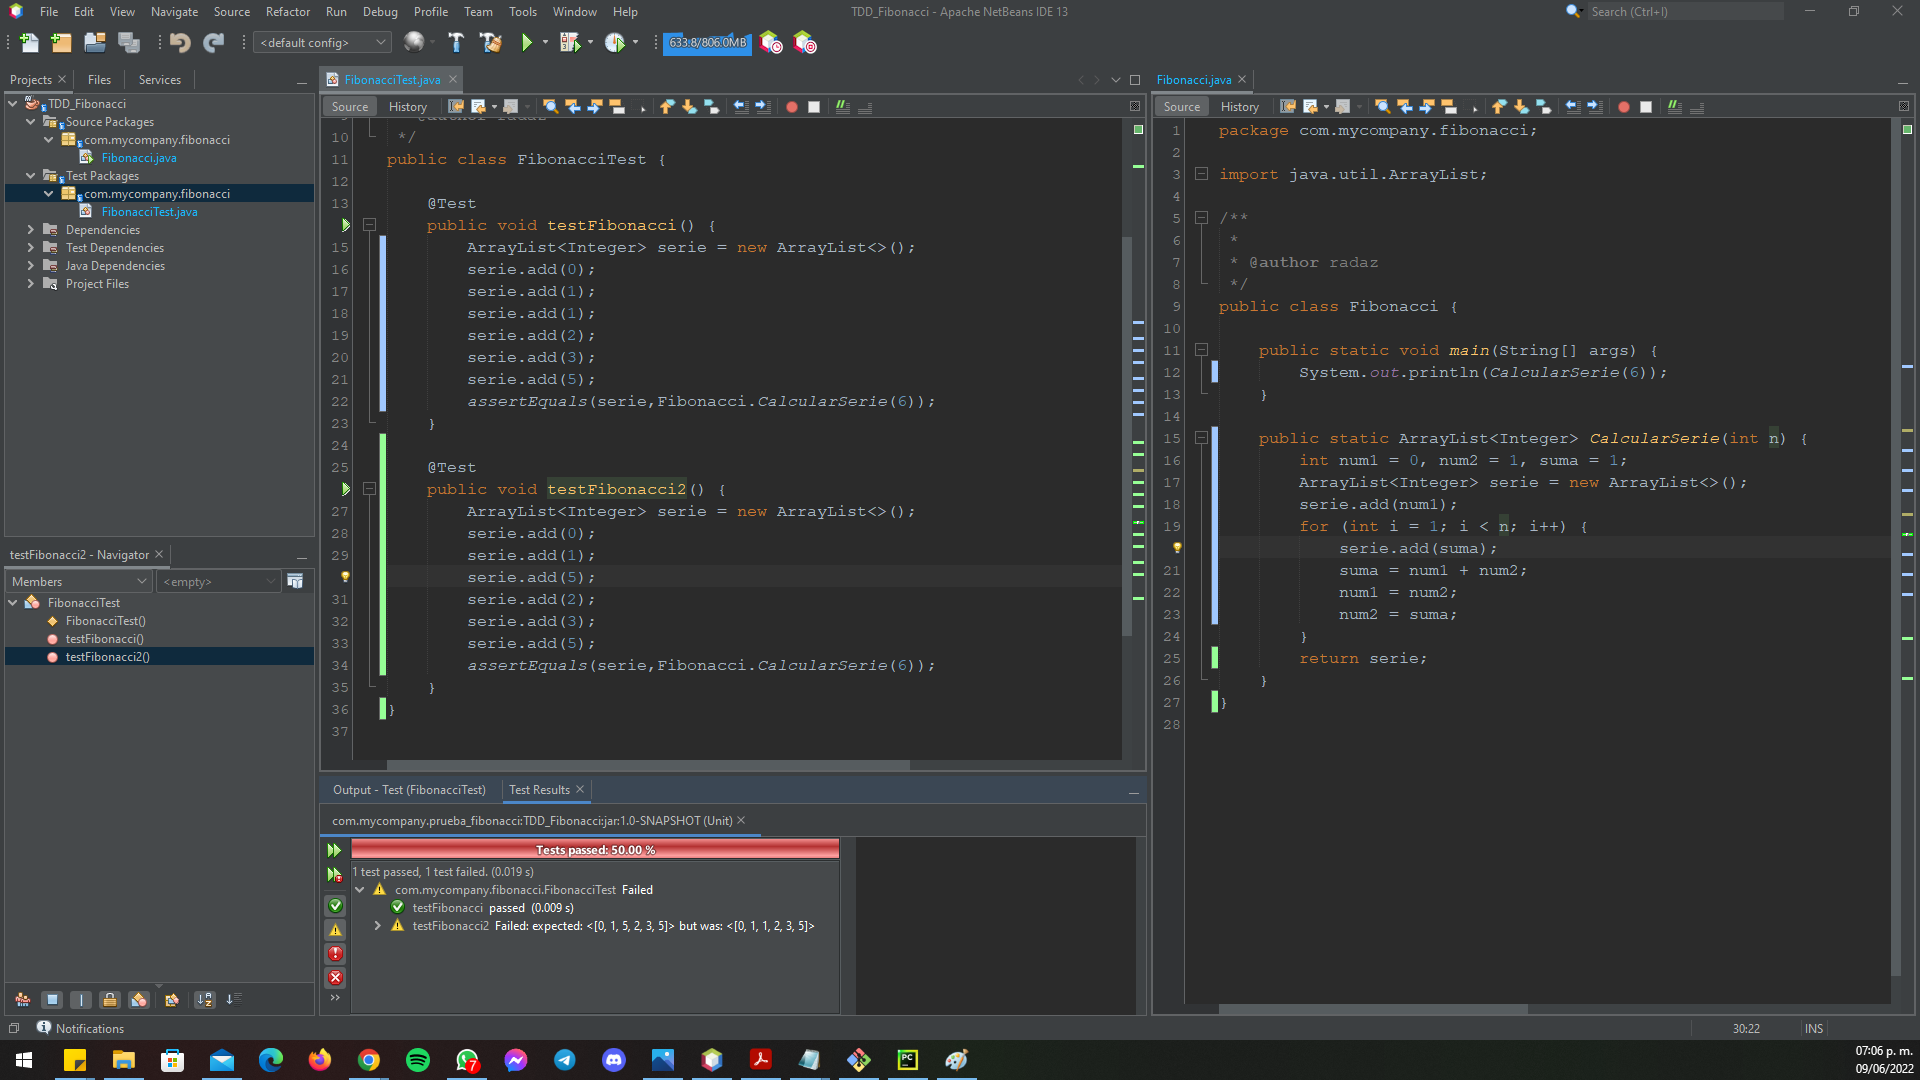 File Edit View Navigate Source Refactor Run Debug Profile Team Tools Window Help
TDD_Fibonacci - Apache NetBeans IDE 13
Search (Ctrl+I)
<default config>
633.8/806.0MB
Projects Files Services
TDD_Fibonacci
Source Packages
com.mycompany.fibonacci
Fibonacci.java
Test Packages
com.mycompany.fibonacci
FibonacciTest.java
Dependencies
Test Dependencies
Java Dependencies
Project Files
testFibonacci2 - Navigator
Members <empty>
FibonacciTest
FibonacciTest()
testFibonacci()
testFibonacci2()
FibonacciTest.java
Source History
10 */
11 public class FibonacciTest {
12
13 @Test
public void testFibonacci() {
15 ArrayList<Integer> serie = new ArrayList<>();
16 serie.add(0);
17 serie.add(1);
18 serie.add(1);
19 serie.add(2);
20 serie.add(3);
21 serie.add(5);
22 assertEquals(serie,Fibonacci.CalcularSerie(6));
23 }
24
25 @Test
public void testFibonacci2() {
27 ArrayList<Integer> serie = new ArrayList<>();
28 serie.add(0);
29 serie.add(1);
serie.add(5);
31 serie.add(2);
32 serie.add(3);
33 serie.add(5);
34 assertEquals(serie,Fibonacci.CalcularSerie(6));
35 }
36 }
37
Output - Test (FibonacciTest) Test Results
com.mycompany.prueba_fibonacci:TDD_Fibonacci:jar:1.0-SNAPSHOT (Unit)
Tests passed: 50.00 %
1 test passed, 1 test failed. (0.019 s)
com.mycompany.fibonacci.FibonacciTest Failed
testFibonacci passed (0.009 s)
testFibonacci2 Failed: expected: <[0, 1, 5, 2, 3, 5]> but was: <[0, 1, 1, 2, 3, 5]>
Fibonacci.java
Source History
1 package com.mycompany.fibonacci;
2
3 import java.util.ArrayList;
4
5 /**
6 *
7 * @author radaz
8 */
9 public class Fibonacci {
10
11 public static void main(String[] args) {
12 System.out.println(CalcularSerie(6));
13 }
14
15 public static ArrayList<Integer> CalcularSerie(int n) {
16 int num1 = 0, num2 = 1, suma = 1;
17 ArrayList<Integer> serie = new ArrayList<>();
18 serie.add(num1);
19 for (int i = 1; i < n; i++) {
serie.add(suma);
21 suma = num1 + num2;
22 num1 = num2;
23 num2 = suma;
24 }
25 return serie;
26 }
27 }
28
Notifications
30:22 INS
7
PC
07:06 p. m.
09/06/2022